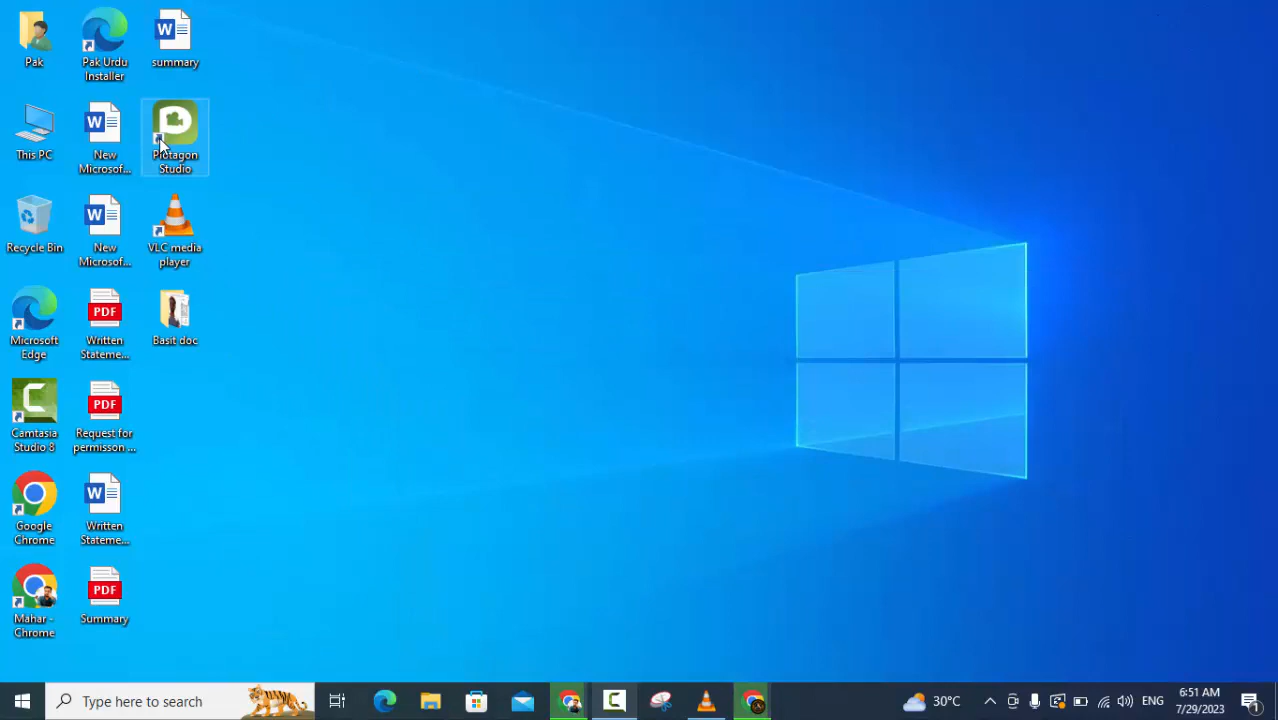 Pak
Pak Urdu
Installer
summary
This PC
New
Microsof...
Plotagon
Studio
Recycle Bin
New
Microsof...
VLC media
player
Microsoft
Edge
PDF
Written
Stateme...
Basit doc
Camtasia
Studio 8
PDF
Request for
permisson ...
Google
Chrome
Written
Stateme...
Mahar -
Chrome
PDF
Summary
Type here to search
30°C
ENG
6:51 AM
7/29/2023
1